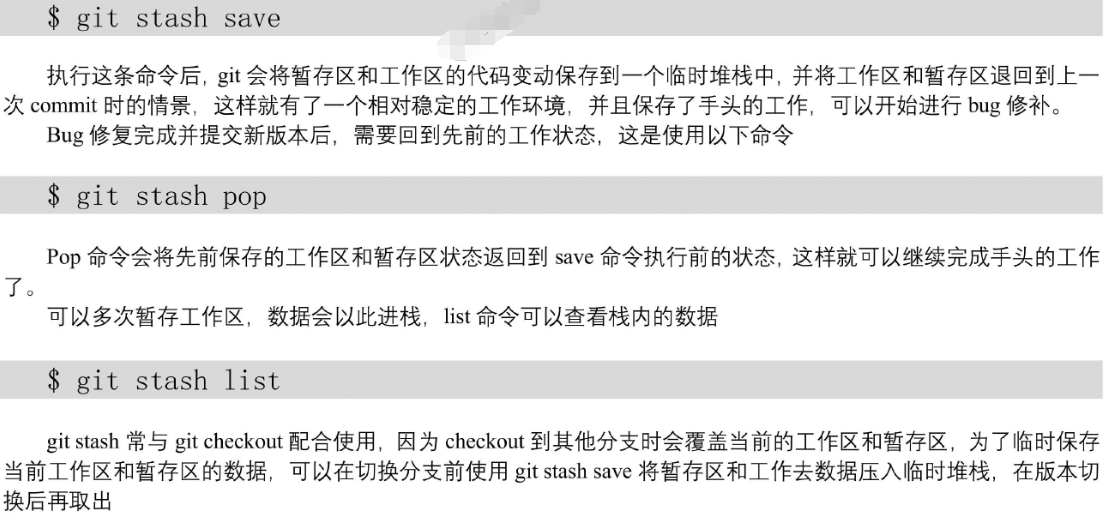 $ git stash save
执行这条命令后，git 会将暂存区和工作区的代码变动保存到一个临时堆栈中，并将工作区和暂存区退回到上一
次 commit 时的情景，这样就有了一个相对稳定的工作环境，并且保存了手头的工作，可以开始进行 bug 修补。
Bug 修复完成并提交新版本后，需要回到先前的工作状态，这是使用以下命令
$ git stash pop
Pop 命令会将先前保存的工作区和暂存区状态返回到 save 命令执行前的状态，这样就可以继续完成手头的工作
了。
可以多次暂存工作区，数据会以此进栈，list 命令可以查看栈内的数据
$ git stash list
git stash 常与 git checkout 配合使用，因为 checkout 到其他分支时会覆盖当前的工作区和暂存区，为了临时保存
当前工作区和暂存区的数据，可以在切换分支前使用 git stash save 将暂存区和工作去数据压入临时堆栈，在版本切
换后再取出